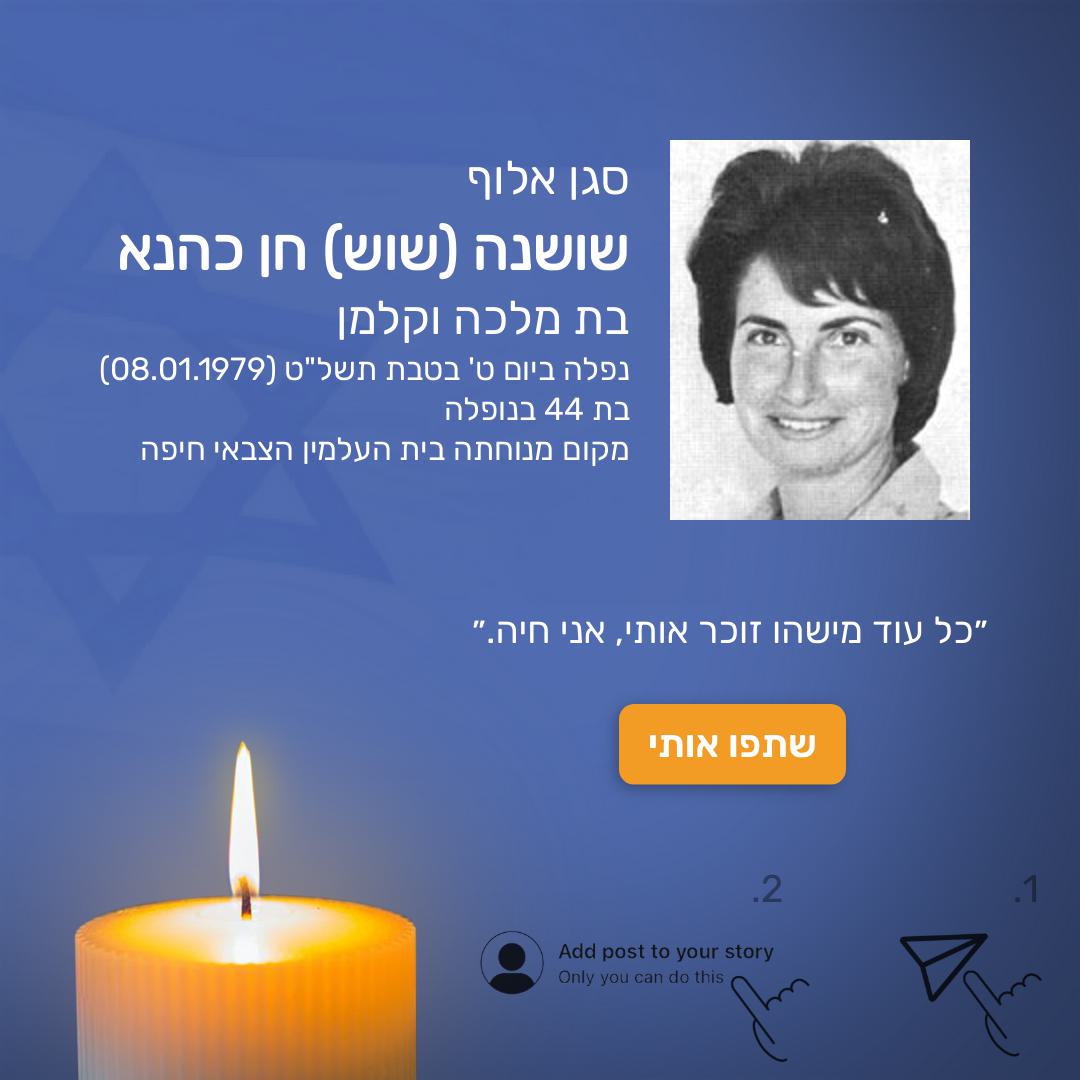 סגן אלוף
שושנה (שוש) חן כהנא
בת מלכה וקלמן
נפלה ביום ט' בטבת תשל"ט (08.01.1979)
בת 44 בנופלה
מקום מנוחתה בית העלמין הצבאי חיפה
״כל עוד מישהו זוכר אותי, אני חיה.״
שתפו אותי
1.
2.
Add post to your story
Only you can do this